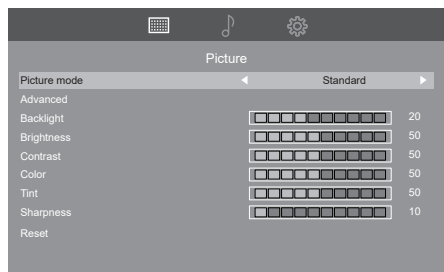 Picture
Picture mode Standard
Advanced
Backlight 20
Brightness 50
Contrast 50
Color 50
Tint 50
Sharpness 10
Reset